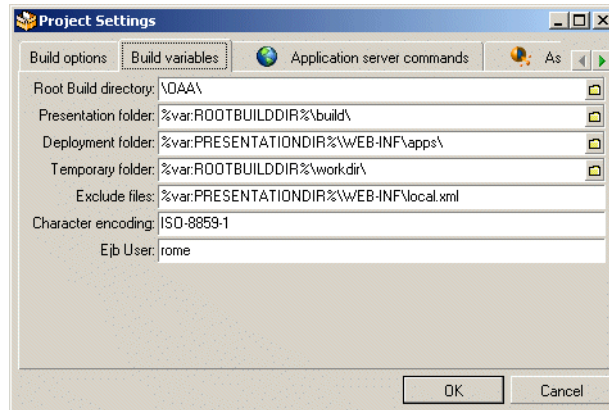 Project Settings
Build options Build variables Application server commands As
Root Build directory: \OAA\
Presentation folder: %var:ROOTBUILDDIR%\build\
Deployment folder: %var:PRESENTATIONDIR%\WEB-INF\apps\
Temporary folder: %var:ROOTBUILDDIR%\workdir\
Exclude files: %var:PRESENTATIONDIR%\WEB-INF\local.xml
Character encoding: ISO-8859-1
Ejb User: rome
OK Cancel